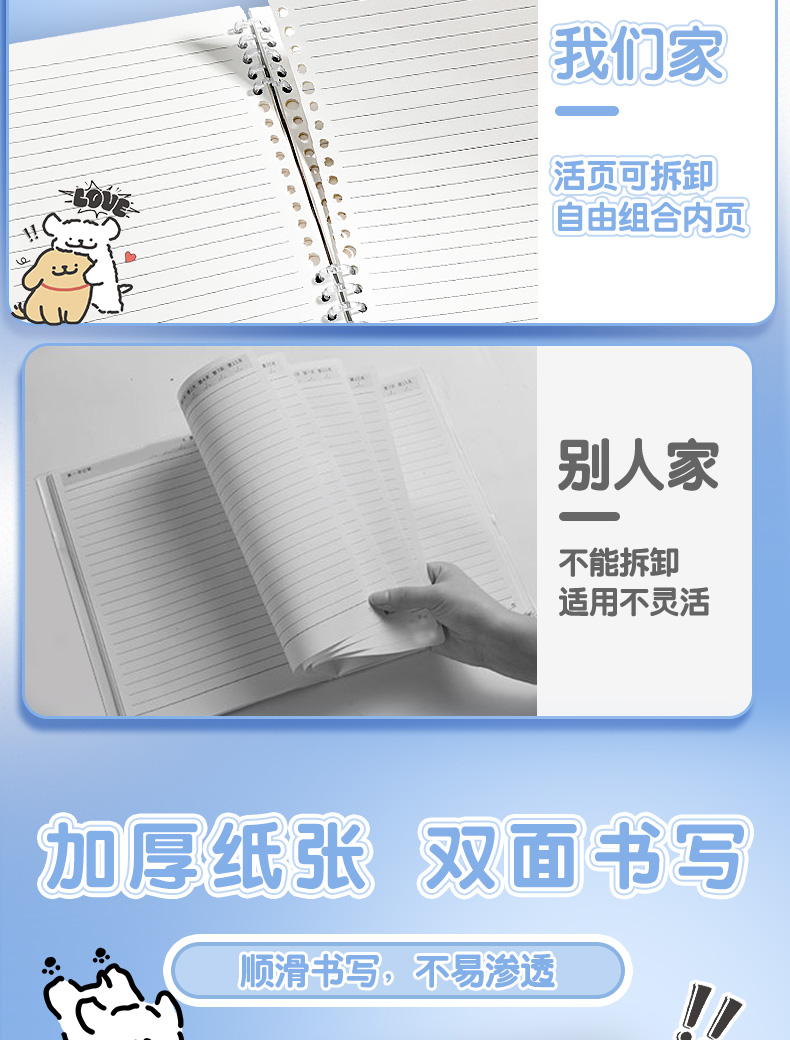 我们家
活页可拆卸
自由组合内页
LOVE
!!
别人家
不能拆卸
适用不灵活
加厚纸张 双面书写
顺滑书写，不易渗透
!!